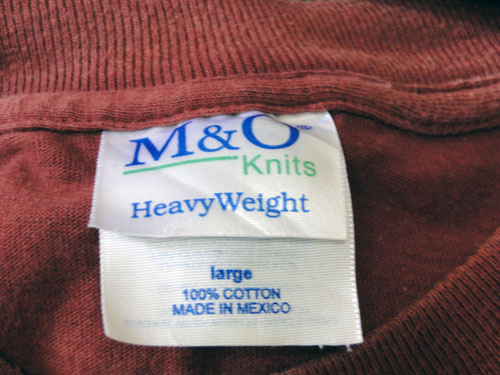 M&O®
Knits
HeavyWeight
large
100% COTTON
MADE IN MEXICO